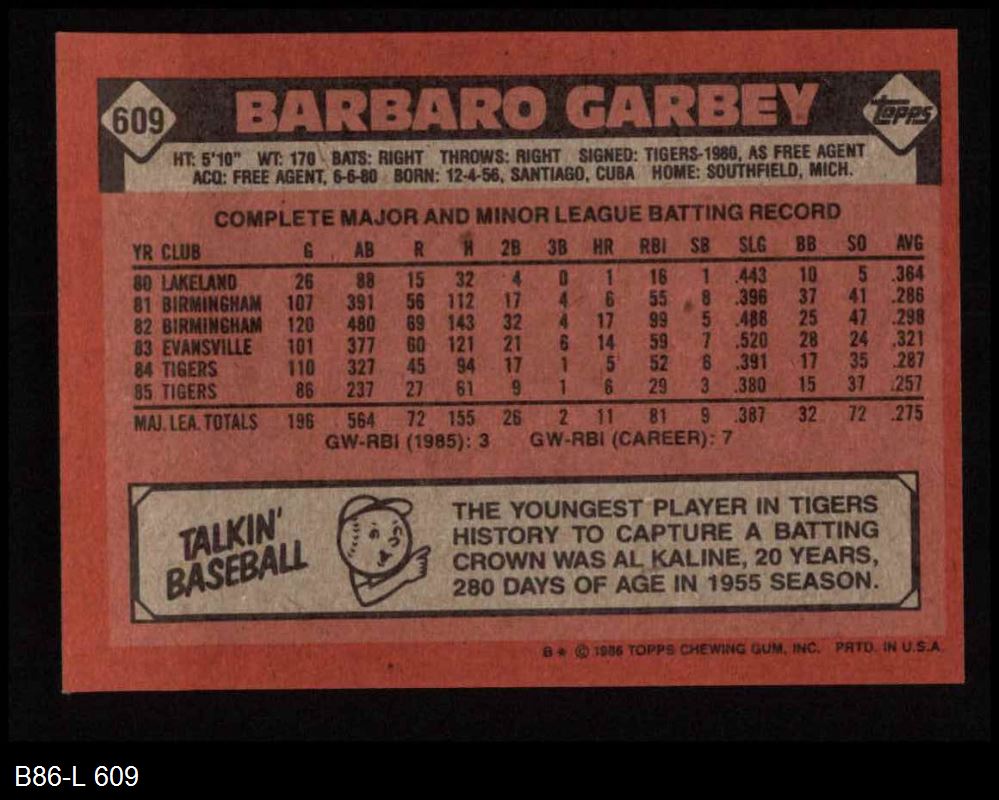 609 BARBARO GARBEY Topps
HT: 5'10" WT: 170 BATS: RIGHT THROWS: RIGHT SIGNED: TIGERS-1980, AS FREE AGENT
ACQ: FREE AGENT, 6-6-80 BORN: 12-4-56, SANTIAGO, CUBA HOME: SOUTHFIELD, MICH.
COMPLETE MAJOR AND MINOR LEAGUE BATTING RECORD
YR CLUB G AB R H 2B 3B HR RBI SB SLG BB SO AVG
80 LAKELAND 26 88 15 32 4 0 1 16 1 .443 10 5 .364
81 BIRMINGHAM 107 391 56 112 17 4 6 55 8 .396 37 41 .286
82 BIRMINGHAM 120 480 69 143 32 4 17 99 5 .488 25 47 .298
83 EVANSVILLE 101 377 60 121 21 6 14 59 7 .520 28 24 .321
84 TIGERS 110 327 45 94 17 1 5 52 6 .391 17 35 .287
85 TIGERS 86 237 27 61 9 1 6 29 3 .380 15 37 .257
MAJ. LEA. TOTALS 196 564 72 155 26 2 11 81 9 .387 32 72 .275
GW-RBI (1985): 3 GW-RBI (CAREER): 7
TALKIN'
BASEBALL
THE YOUNGEST PLAYER IN TIGERS
HISTORY TO CAPTURE A BATTING
CROWN WAS AL KALINE, 20 YEARS,
280 DAYS OF AGE IN 1955 SEASON.
B* © 1986 TOPPS CHEWING GUM, INC. PRTD. IN U.S.A.
B86-L 609